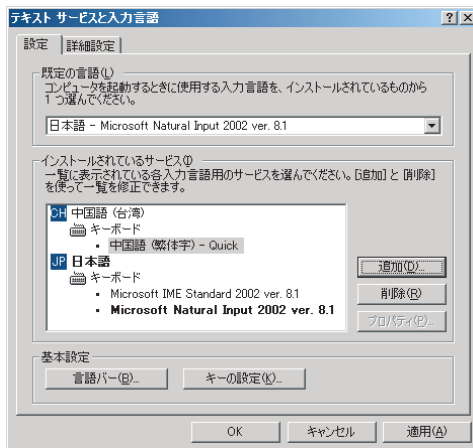 テキスト サービスと入力言語
設定
詳細設定
既定の言語(L)
コンピュータを起動するときに使用する入力言語を、インストールされているものから
1 つ選んでください。
日本語 - Microsoft Natural Input 2002 ver. 8.1
インストールされているサービス(I)
一覧に表示されている各入力言語用のサービスを選んでください。[追加] と [削除]
を使って一覧を修正できます。
CH 中国語 (台湾)
キーボード
• 中国語 (繁体字) - Quick
JP 日本語
キーボード
• Microsoft IME Standard 2002 ver. 8.1
• Microsoft Natural Input 2002 ver. 8.1
追加(D)...
削除(R)
プロパティ(P)...
基本設定
言語バー(B)...
キーの設定(K)...
OK
キャンセル
適用(A)